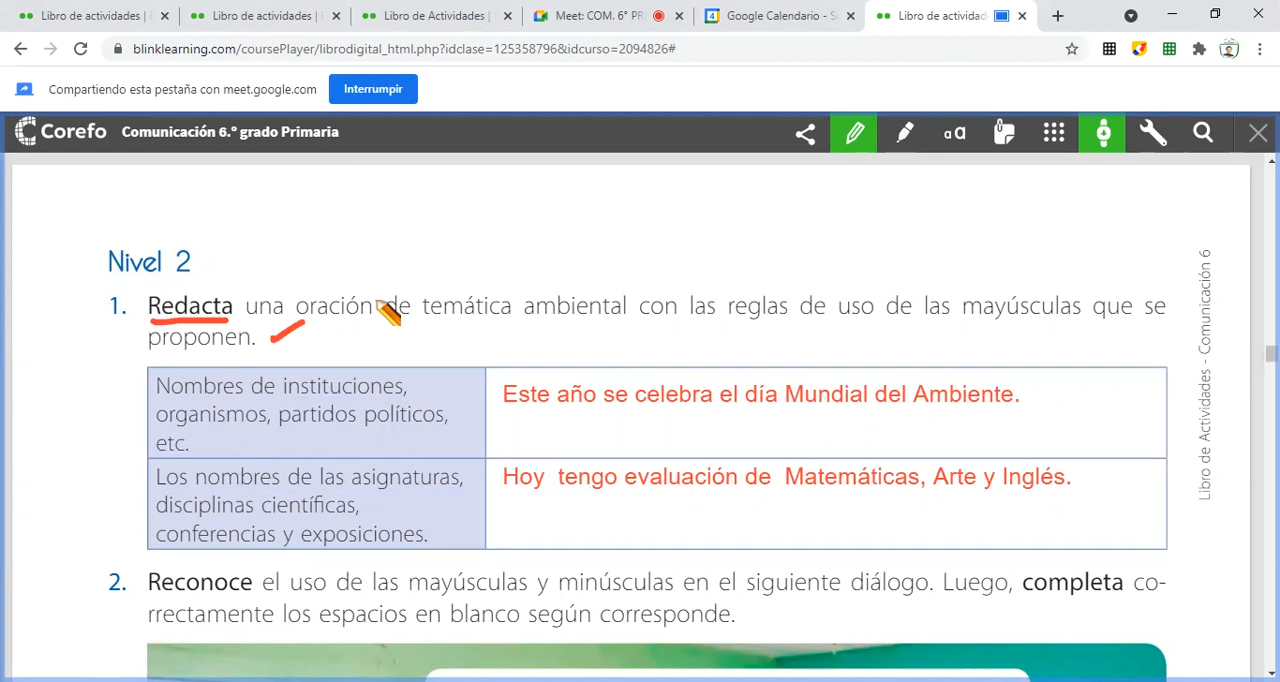 Libro de actividades |
Libro de actividades |
Libro de Actividades |
Meet: COM. 6° PR
Google Calendario - S
Libro de actividad
blinklearning.com/coursePlayer/librodigital_html.php?idclase=125358796&idcurso=2094826#
Compartiendo esta pestaña con meet.google.com
Interrumpir
Corefo
Comunicación 6.º grado Primaria
aa
Nivel 2
1. Redacta una oración de temática ambiental con las reglas de uso de las mayúsculas que se
proponen.
Nombres de instituciones,
organismos, partidos políticos,
etc.
Este año se celebra el día Mundial del Ambiente.
Los nombres de las asignaturas,
disciplinas científicas,
conferencias y exposiciones.
Hoy tengo evaluación de Matemáticas, Arte y Inglés.
2. Reconoce el uso de las mayúsculas y minúsculas en el siguiente diálogo. Luego, completa co-
rrectamente los espacios en blanco según corresponde.
Libro de Actividades - Comunicación 6